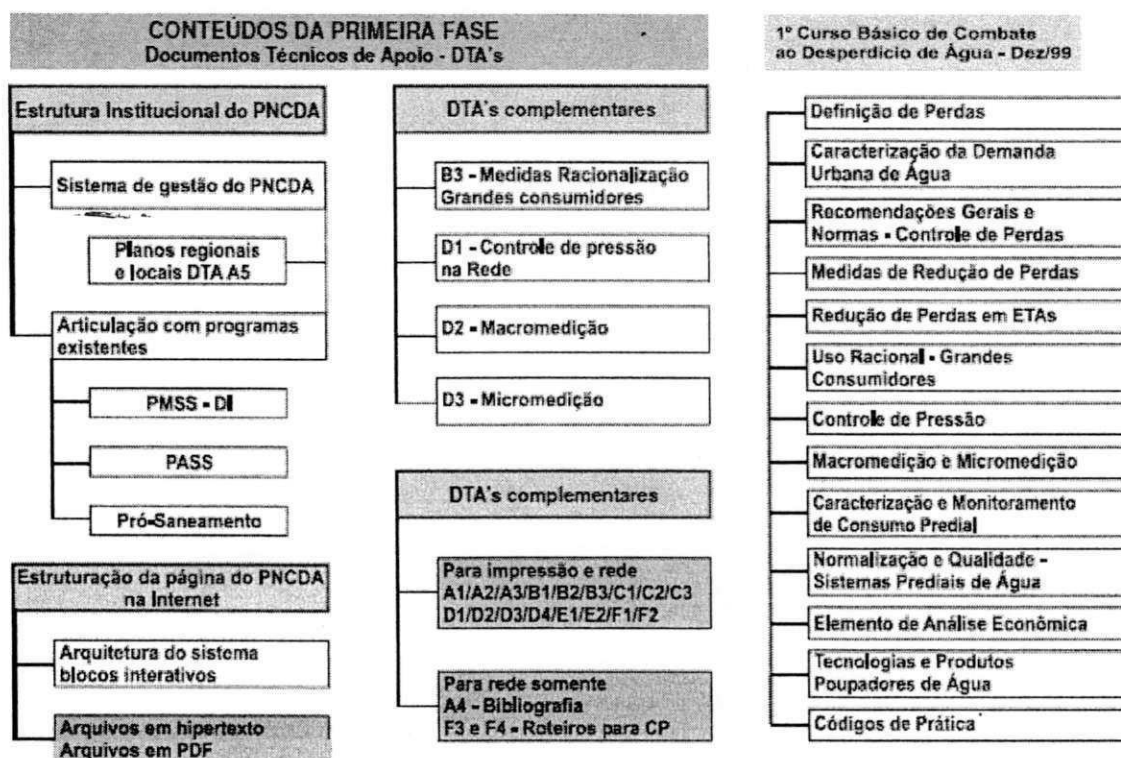 CONTEÚDOS DA PRIMEIRA FASE
Documentos Técnicos de Apoio - DTA's
Estrutura Institucional do PNCDA
Sistema de gestão do PNCDA
Planos regionais
e locais DTA A5
Articulação com programas
existentes
PMSS - DI
PASS
Pró-Saneamento
Estruturação da página do PNCDA
na Internet
Arquitetura do sistema
blocos interativos
Arquivos em hipertexto
Arquivos em PDF
DTA's complementares
B3 - Medidas Racionalização
Grandes consumidores
D1 - Controle de pressão
na Rede
D2 - Macromedição
D3 - Micromedição
DTA's complementares
Para impressão e rede
A1/A2/A3/B1/B2/B3/C1/C2/C3
D1/D2/D3/D4/E1/E2/F1/F2
Para rede somente
A4 - Bibliografia
F3 e F4 - Roteiros para CP
1º Curso Básico de Combate
ao Desperdício de Água - Dez/99
Definição de Perdas
Caracterização da Demanda
Urbana de Água
Recomendações Gerais e
Normas - Controle de Perdas
Medidas de Redução de Perdas
Redução de Perdas em ETAs
Uso Racional - Grandes
Consumidores
Controle de Pressão
Macromedição e Micromedição
Caracterização e Monitoramento
de Consumo Predial
Normalização e Qualidade -
Sistemas Prediais de Água
Elemento de Análise Econômica
Tecnologias e Produtos
Poupadores de Água
Códigos de Prática